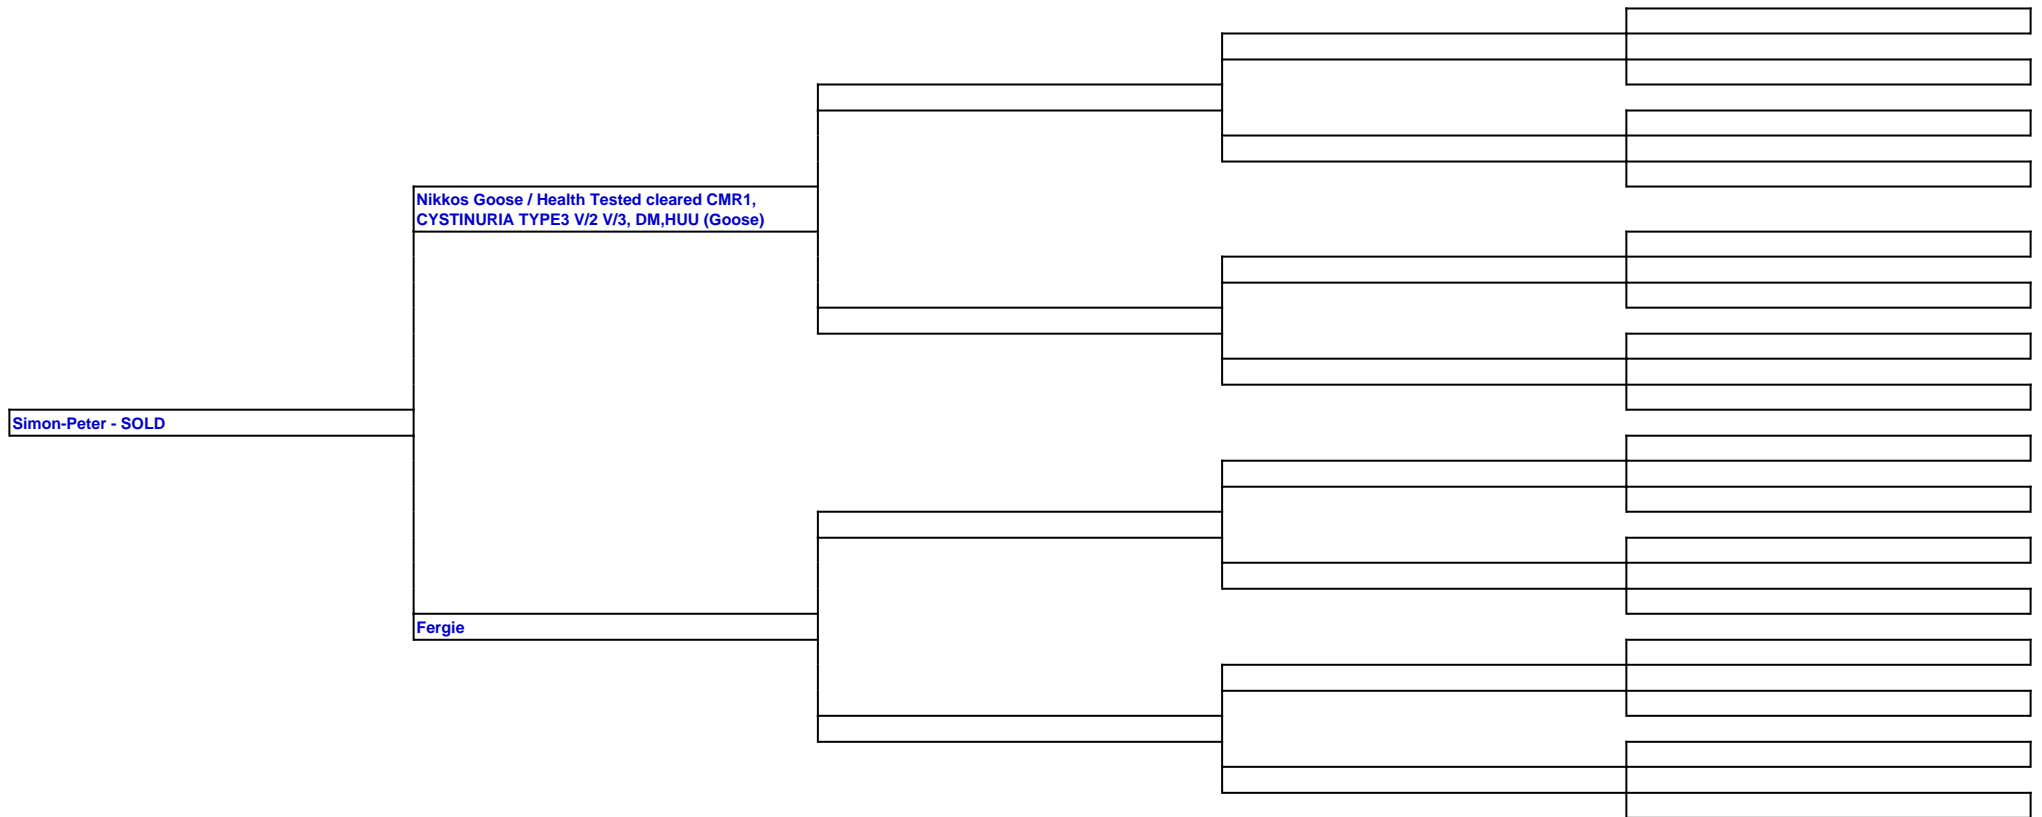 Nikkos Goose / Health Tested cleared CMR1,
CYSTINURIA TYPE3 V/2 V/3, DM,HUU (Goose)
Simon-Peter - SOLD
Fergie